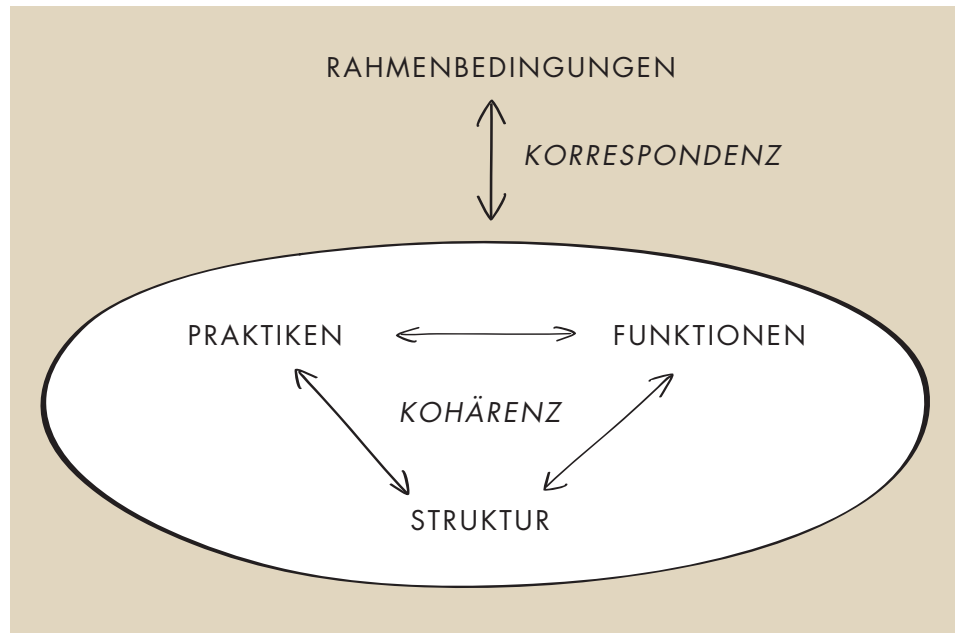 RAHMENBEDINGUNGEN
KORRESPONDENZ
PRAKTIKEN
FUNKTIONEN
KOHÄRENZ
STRUKTUR